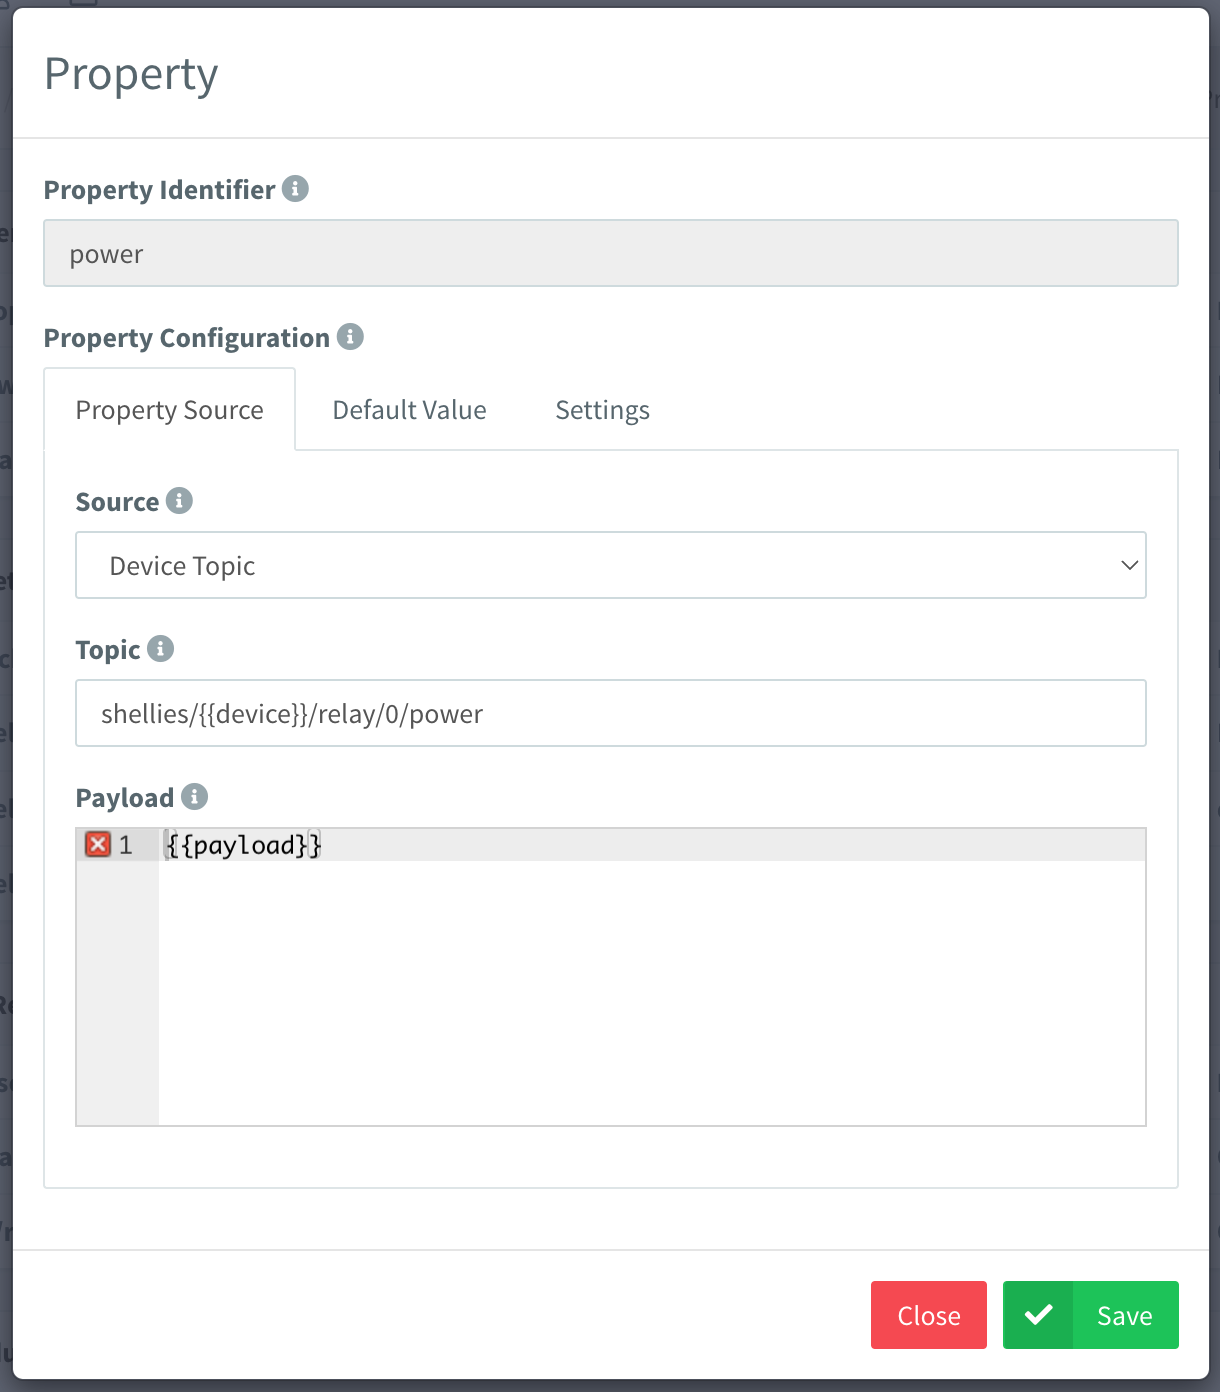 Property
Property Identifier
power
Property Configuration
Property Source Default Value Settings
Source
Device Topic
Topic
shellies/{{device}}/relay/0/power
Payload
1 {{payload}}
Close Save